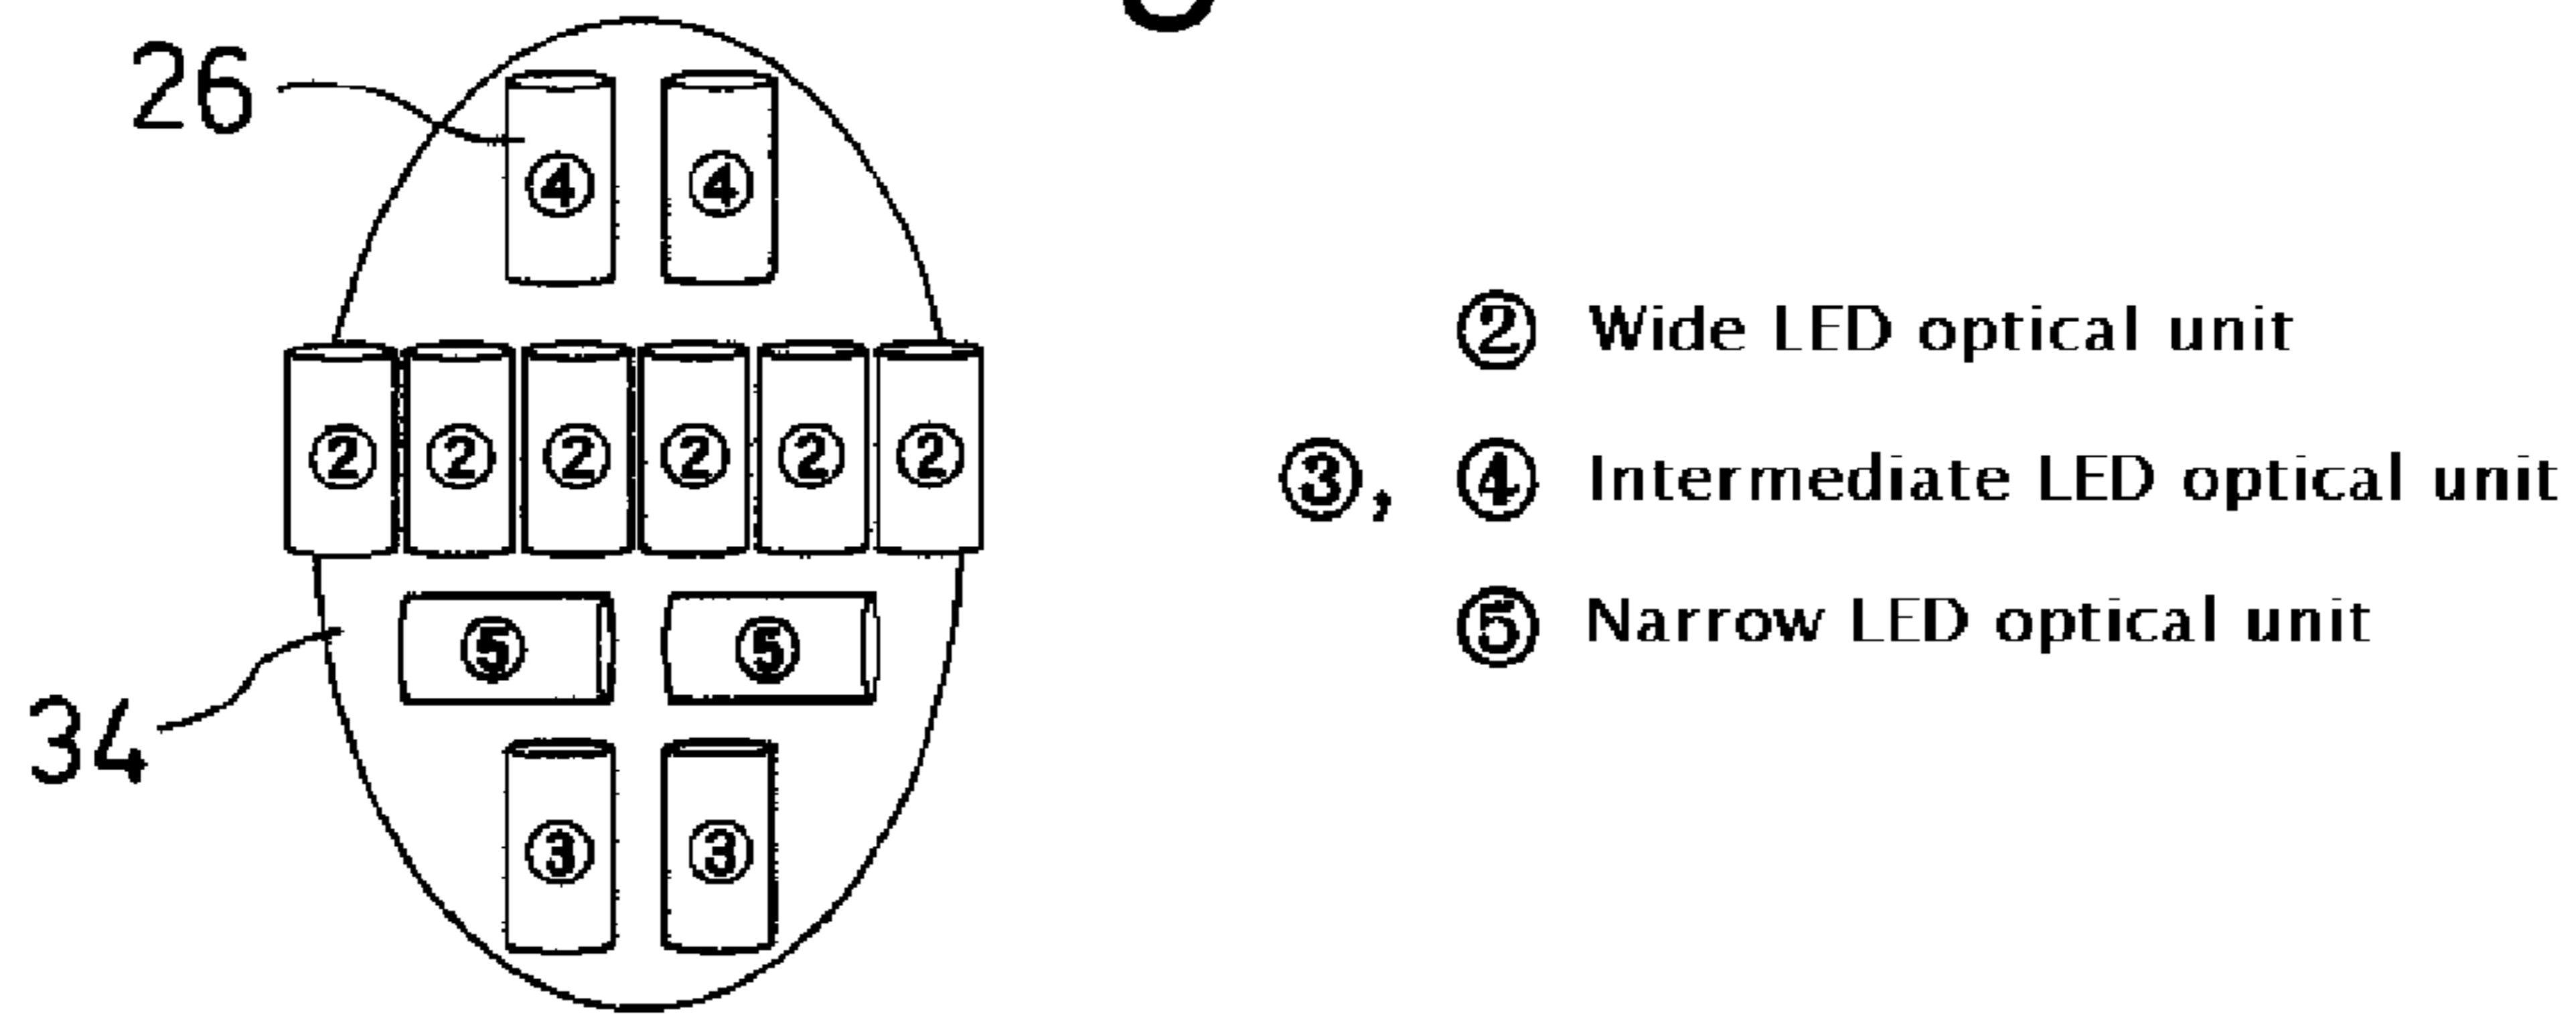 26
④ ④
② ② ② ② ② ②
⑤ ⑤
34
③ ③
② Wide LED optical unit
③, ④ Intermediate LED optical unit
⑤ Narrow LED optical unit